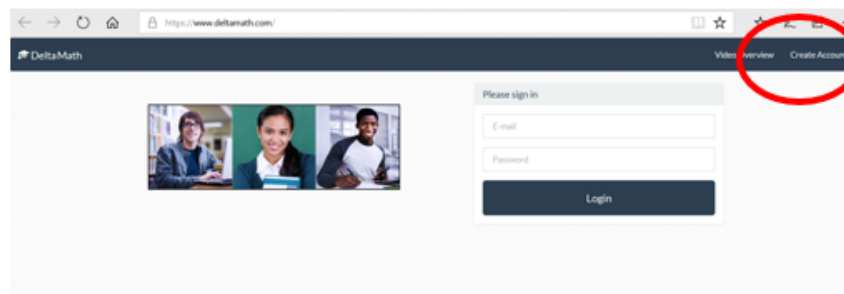 https://www.deltamath.com/
DeltaMath
Video Overview
Create Accoun
Please sign in
E-mail
Password
Login